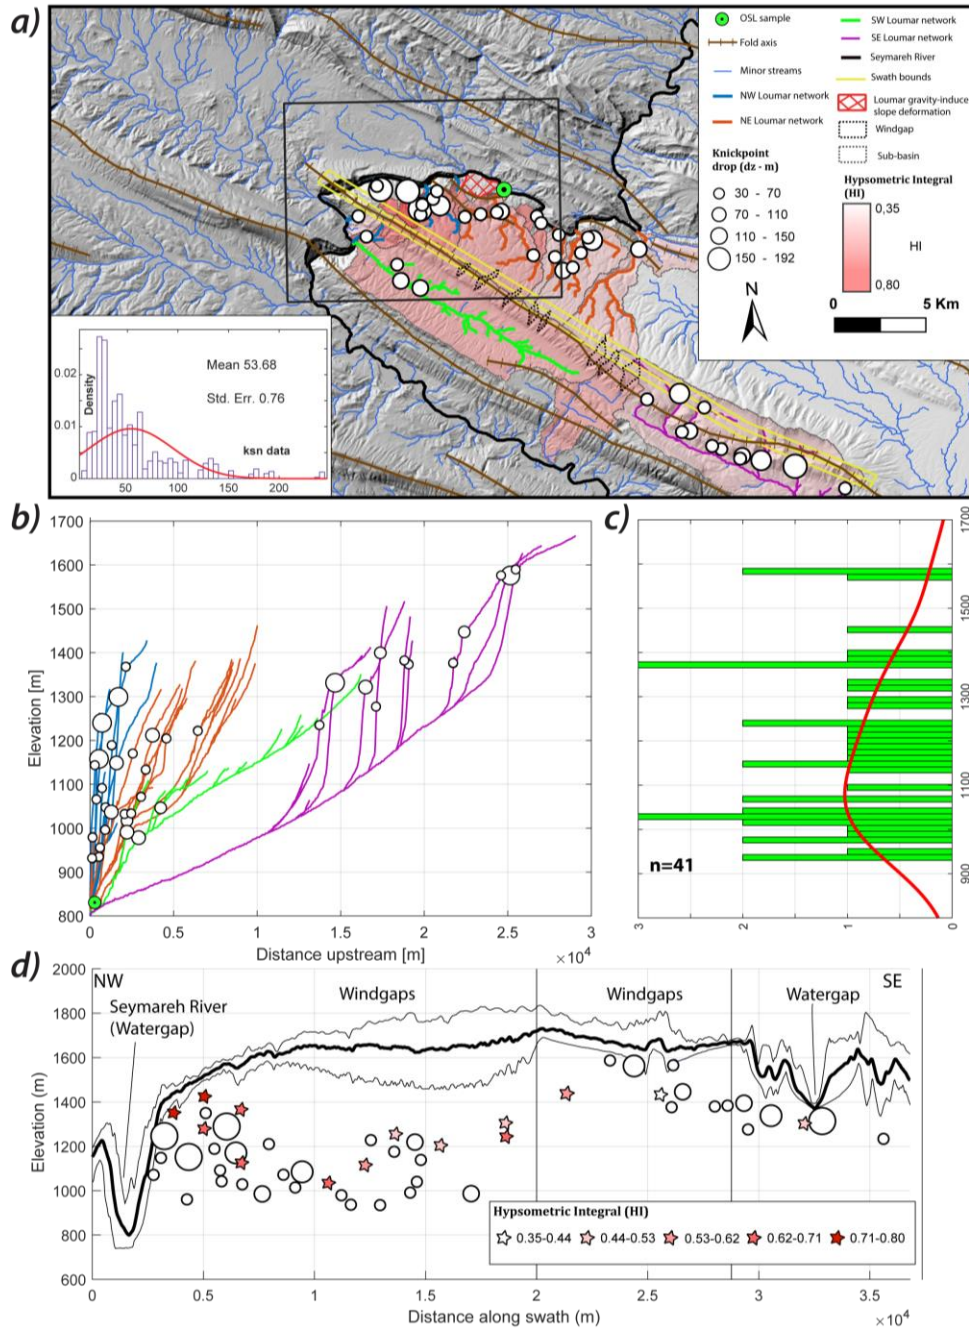 a)
OSL sample
Fold axis
Minor streams
NW Loumar network
NE Loumar network
Knickpoint
drop (dz - m)
30 - 70
70 - 110
110 - 150
150 - 192
SW Loumar network
SE Loumar network
Seymareh River
Swath bounds
Loumar gravity-induce
slope deformation
Windgap
Sub-basin
Hypsometric Integral
(HI)
0,35
HI
0,80
N
0 5 Km
Density
0.02
0.01
0
Mean 53.68
Std. Err. 0.76
ksn data
50 100 150 200
b)
1700
1600
1500
1400
1300
1200
1100
1000
900
800
Elevation [m]
0 0.5 1 1.5 2 2.5 3
Distance upstream [m]
×10⁴
c)
1700
1500
1300
1100
900
n=41
3 2 1 0
d)
NW
SE
Seymareh River
(Watergap)
Windgaps
Windgaps
Watergap
2000
1800
1600
1400
1200
1000
800
600
Elevation (m)
Hypsometric Integral (HI)
0.35-0.44 0.44-0.53 0.53-0.62 0.62-0.71 0.71-0.80
0 0.5 1 1.5 2 2.5 3 3.5
Distance along swath (m)
×10⁴